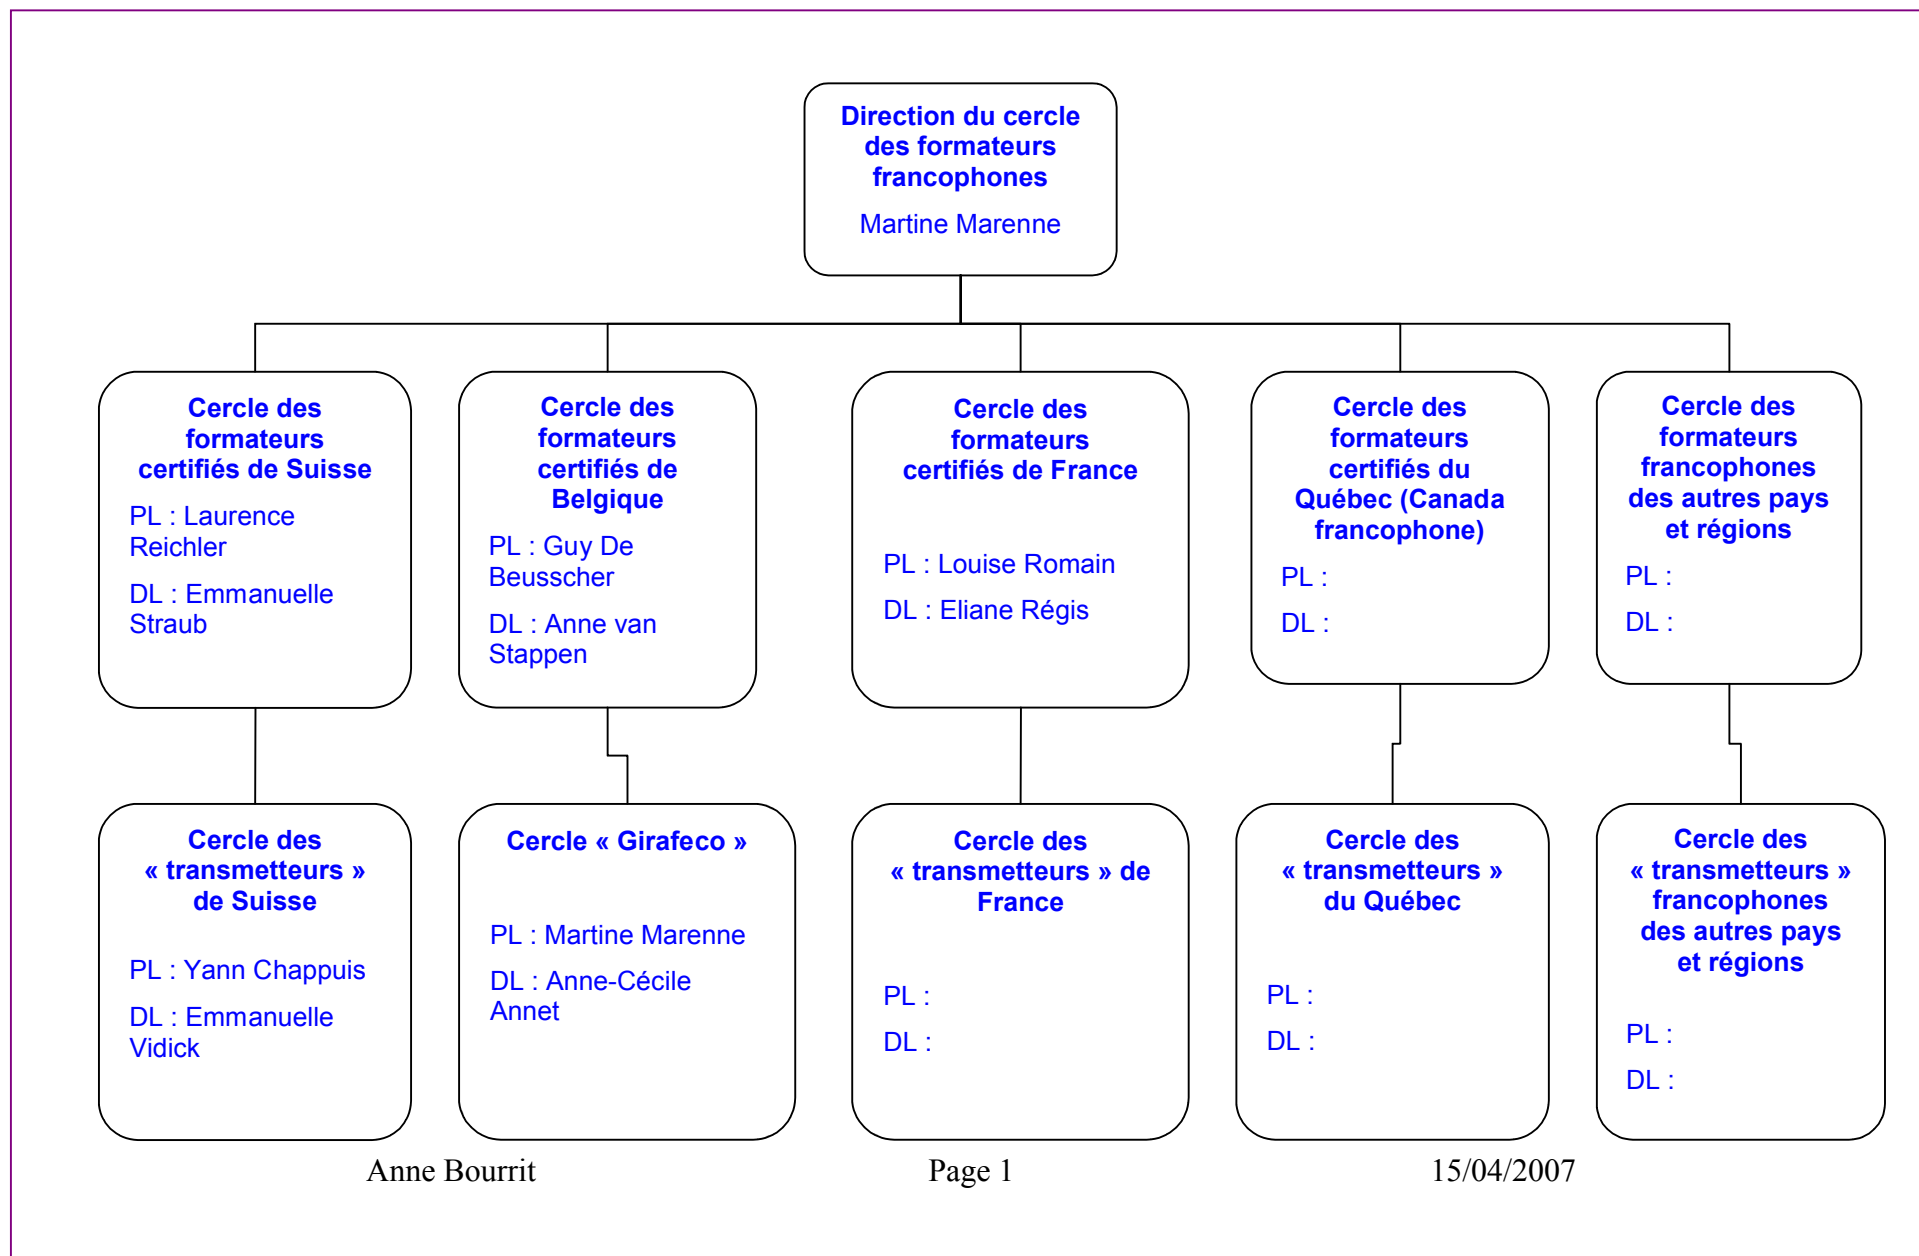 Direction du cercle
des formateurs
francophones
Martine Marenne
Cercle des
formateurs
certifiés de Suisse
PL : Laurence
Reichler
DL : Emmanuelle
Straub
Cercle des
formateurs
certifiés de
Belgique
PL : Guy De
Beusscher
DL : Anne van
Stappen
Cercle des
formateurs
certifiés de France
PL : Louise Romain
DL : Eliane Régis
Cercle des
formateurs
certifiés du
Québec (Canada
francophone)
PL :
DL :
Cercle des
formateurs
francophones
des autres pays
et régions
PL :
DL :
Cercle des
« transmetteurs »
de Suisse
PL : Yann Chappuis
DL : Emmanuelle
Vidick
Cercle « Girafeco »
PL : Martine Marenne
DL : Anne-Cécile
Annet
Cercle des
« transmetteurs » de
France
PL :
DL :
Cercle des
« transmetteurs »
du Québec
PL :
DL :
Cercle des
« transmetteurs »
francophones
des autres pays
et régions
PL :
DL :
Anne Bourrit Page 1 15/04/2007